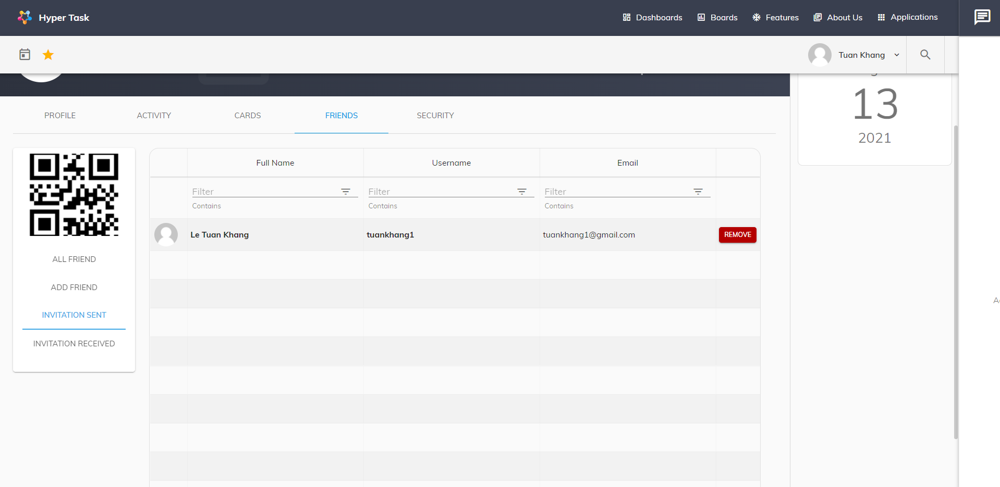 Hyper Task
Dashboards
Boards
Features
About Us
Applications
Tuan Khang
13
2021
PROFILE
ACTIVITY
CARDS
FRIENDS
SECURITY
ALL FRIEND
ADD FRIEND
INVITATION SENT
INVITATION RECEIVED
Full Name
Username
Email
Filter
Filter
Filter
Contains
Contains
Contains
Le Tuan Khang
tuankhang1
tuankhang1@gmail.com
REMOVE